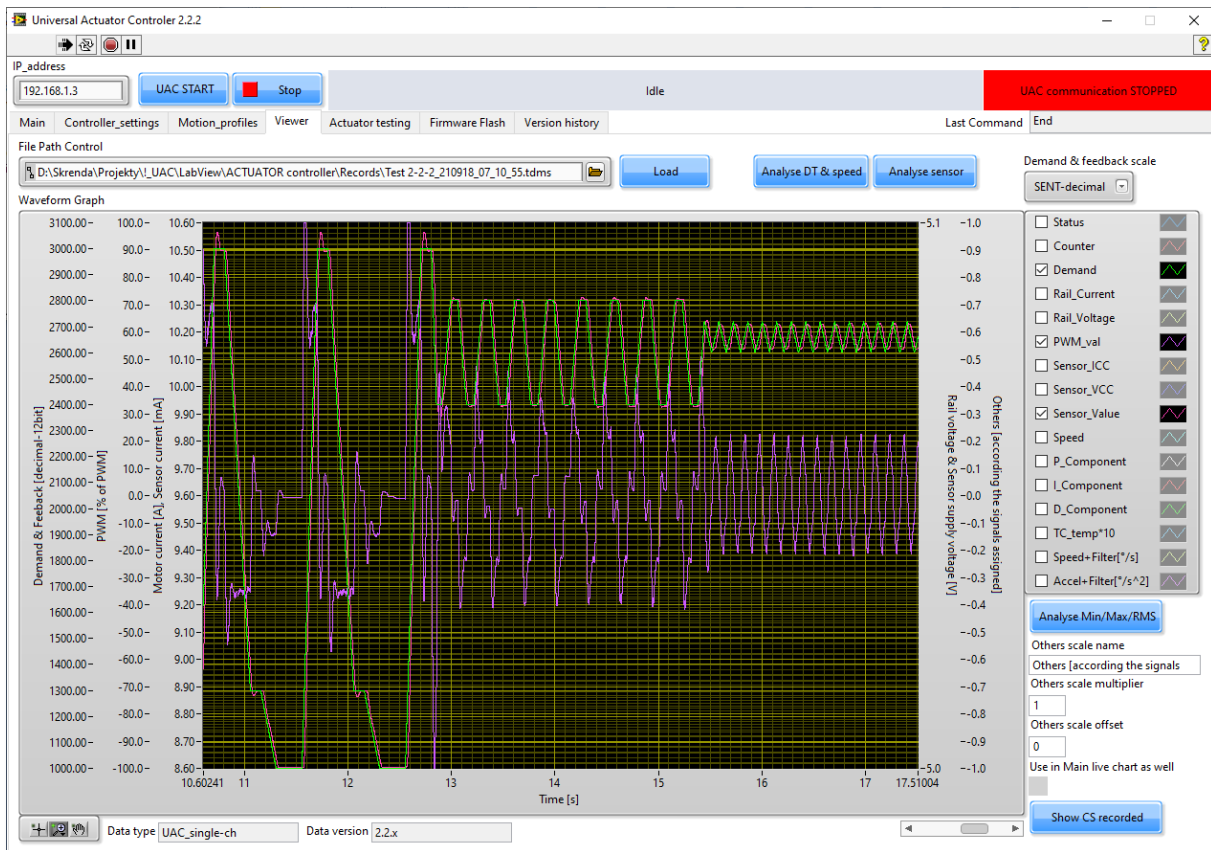 Universal Actuator Controler 2.2.2
IP_address
192.168.1.3
UAC START
Stop
Idle
UAC communication STOPPED
Main Controller_settings Motion_profiles Viewer Actuator testing Firmware Flash Version history
Last Command End
File Path Control
D:\Skrenda\Projekty\!_UAC\LabView\ACTUATOR controller\Records\Test 2-2-2_210918_07_10_55.tdms
Load
Analyse DT & speed
Analyse sensor
Demand & feedback scale
SENT-decimal
Waveform Graph
3100.00- 100.0- 10.60 -5.1 -1.0
3000.00- 90.0- 10.50 -0.9
2900.00- 80.0- 10.40 -0.8
2800.00- 70.0- 10.30 -0.7
2700.00- 60.0- 10.20 -0.6
2600.00- 50.0- 10.10 -0.5
2500.00- 40.0- 10.00 -0.4
2400.00- 30.0- 9.90 -0.3
2300.00- 20.0- 9.80 -0.2
2200.00- 10.0- 9.70 -0.1
2100.00- 0.0- 9.60 -0.0
2000.00- -10.0- 9.50 --0.1
1900.00- -20.0- 9.40 --0.2
1800.00- -30.0- 9.30 --0.3
1700.00- -40.0- 9.20 --0.4
1600.00- -50.0- 9.10 --0.5
1500.00- -60.0- 9.00 --0.6
1400.00- -70.0- 8.90 --0.7
1300.00- -80.0- 8.80 --0.8
1200.00- -90.0- 8.70 --0.9
1100.00- -100.0- 8.60 -5.0 --1.0
1000.00-
Demand & Feeback [decimal-12bit]
PWM [% of PWM]
Motor current [A], Sensor current [mA]
Rail voltage & Sensor supply voltage [V]
Others [according the signals assigned]
10.60241 11 12 13 14 15 16 17 17.51004
Time [s]
Status
Counter
Demand
Rail_Current
Rail_Voltage
PWM_val
Sensor_ICC
Sensor_VCC
Sensor_Value
Speed
P_Component
I_Component
D_Component
TC_temp*10
Speed+Filter[°/s]
Accel+Filter[°/s^2]
Analyse Min/Max/RMS
Others scale name
Others [according the signals
Others scale multiplier
1
Others scale offset
0
Use in Main live chart as well
Show CS recorded
Data type UAC_single-ch
Data version 2.2.x